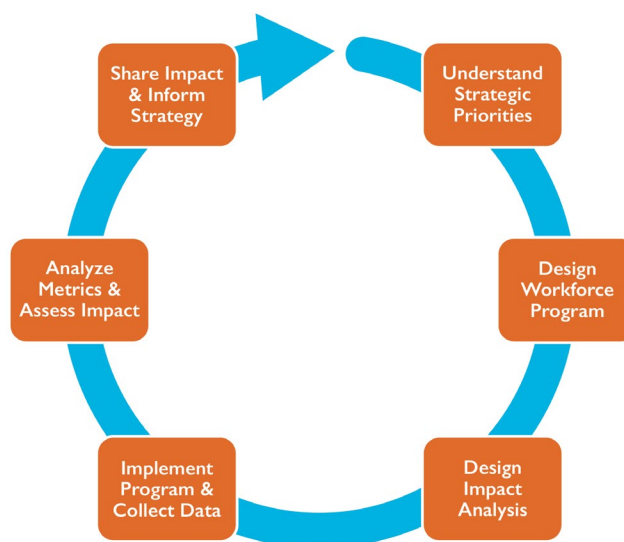 Share Impact
& Inform
Strategy
Understand
Strategic
Priorities
Design
Workforce
Program
Design
Impact
Analysis
Implement
Program &
Collect Data
Analyze
Metrics &
Assess Impact